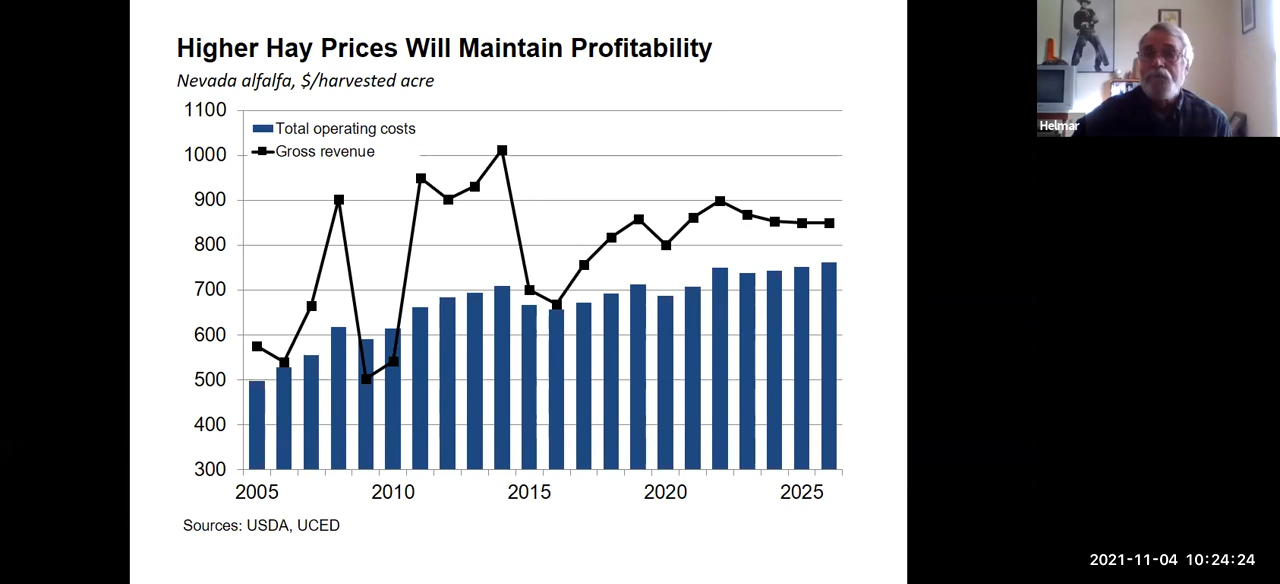 Higher Hay Prices Will Maintain Profitability
Nevada alfalfa, $/harvested acre
1100
1000
900
800
700
600
500
400
300
Total operating costs
Gross revenue
2005 2010 2015 2020 2025
Sources: USDA, UCED
Helmar
2021-11-04 10:24:24